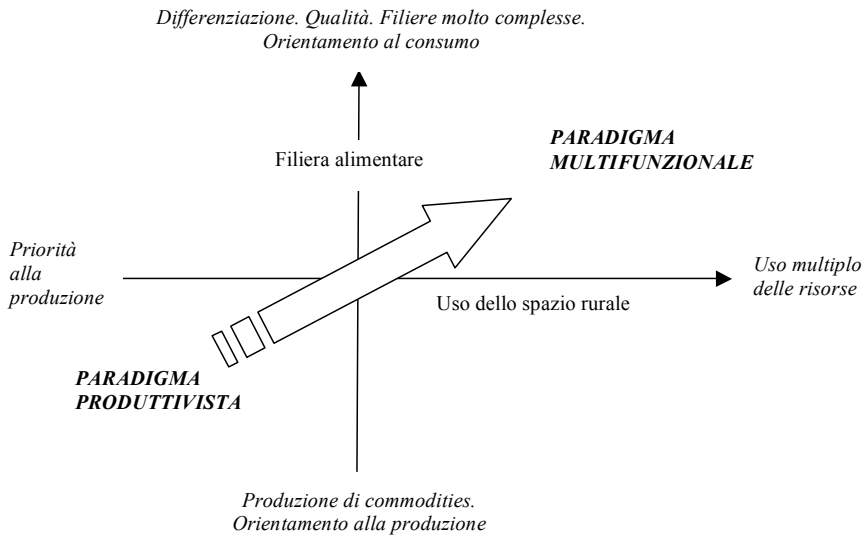 Differenziazione. Qualità. Filiere molto complesse.
Orientamento al consumo
PARADIGMA
MULTIFUNZIONALE
Filiera alimentare
Priorità
alla
produzione
Uso multiplo
delle risorse
Uso dello spazio rurale
PARADIGMA
PRODUTTIVISTA
Produzione di commodities.
Orientamento alla produzione